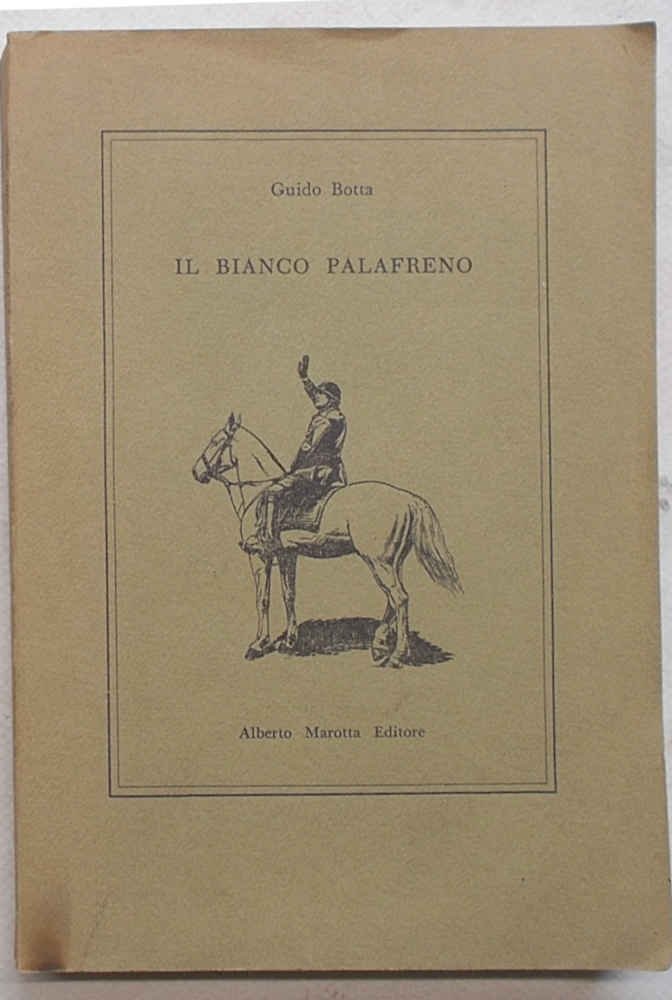 Guido Botta
IL BIANCO PALAFRENO
Alberto Marotta Editore